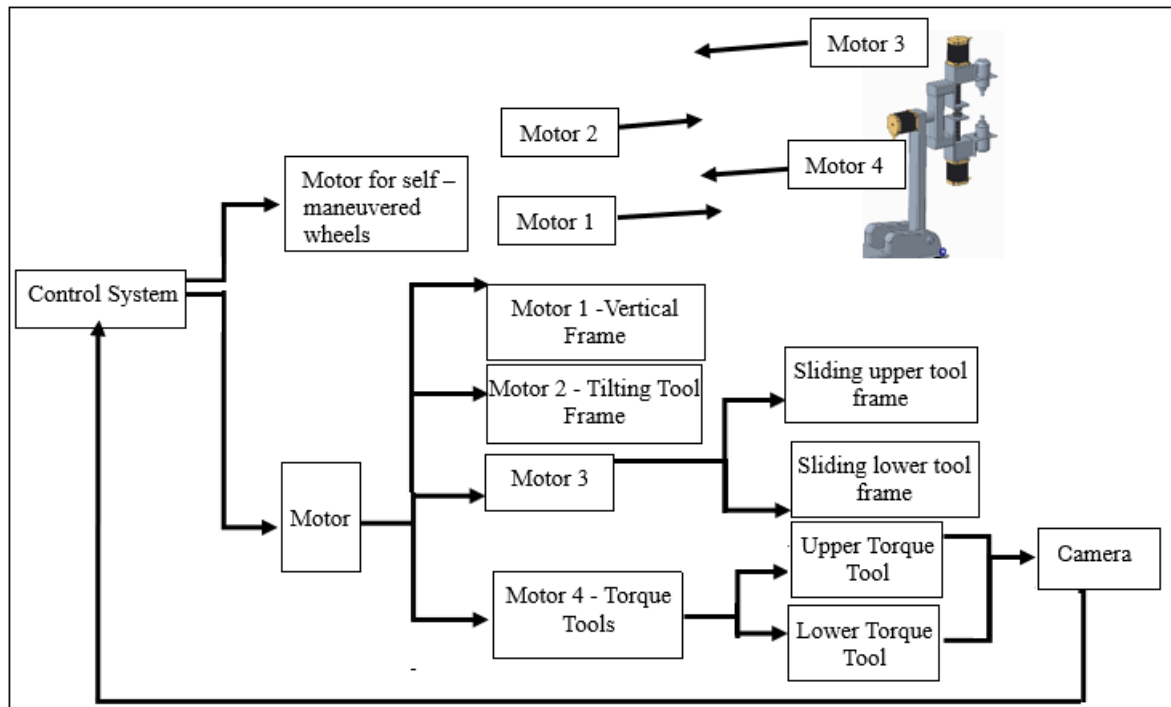 Motor 3
Motor 2
Motor 4
Motor for self –
maneuvered
wheels
Motor 1
Control System
Motor 1 -Vertical
Frame
Motor 2 - Tilting Tool
Frame
Sliding upper tool
frame
Motor 3
Sliding lower tool
frame
Motor
Upper Torque
Tool
Camera
Motor 4 - Torque
Tools
Lower Torque
Tool
-